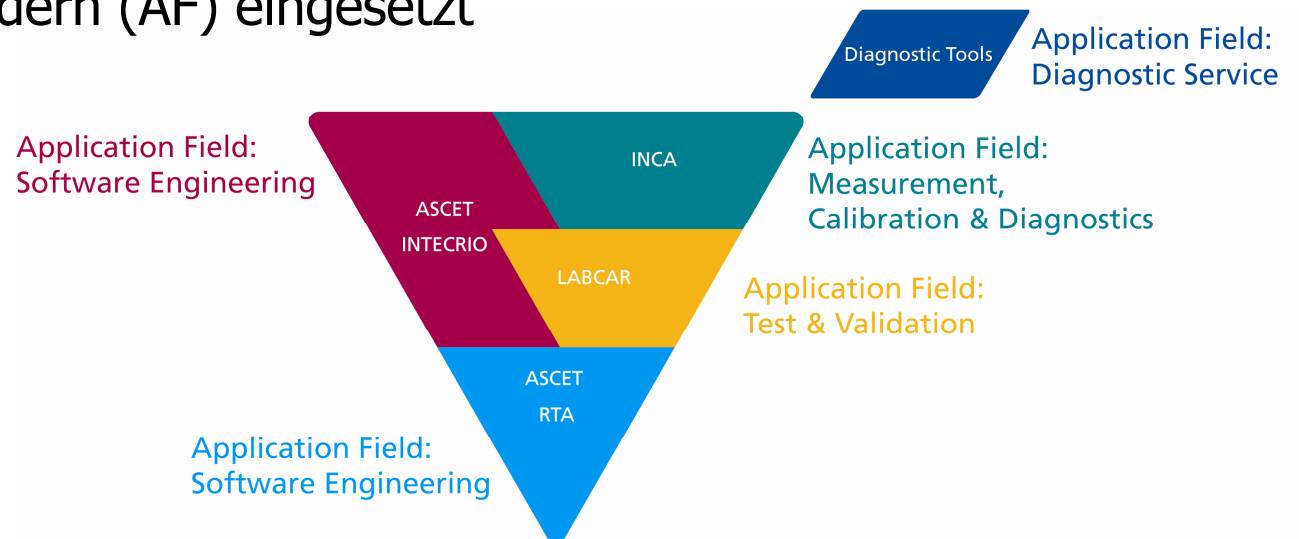 dern (AF) eingesetzt
Diagnostic Tools
Application Field:
Diagnostic Service
Application Field:
Software Engineering
INCA
Application Field:
Measurement,
Calibration & Diagnostics
ASCET
INTECRIO
LABCAR
Application Field:
Test & Validation
ASCET
RTA
Application Field:
Software Engineering